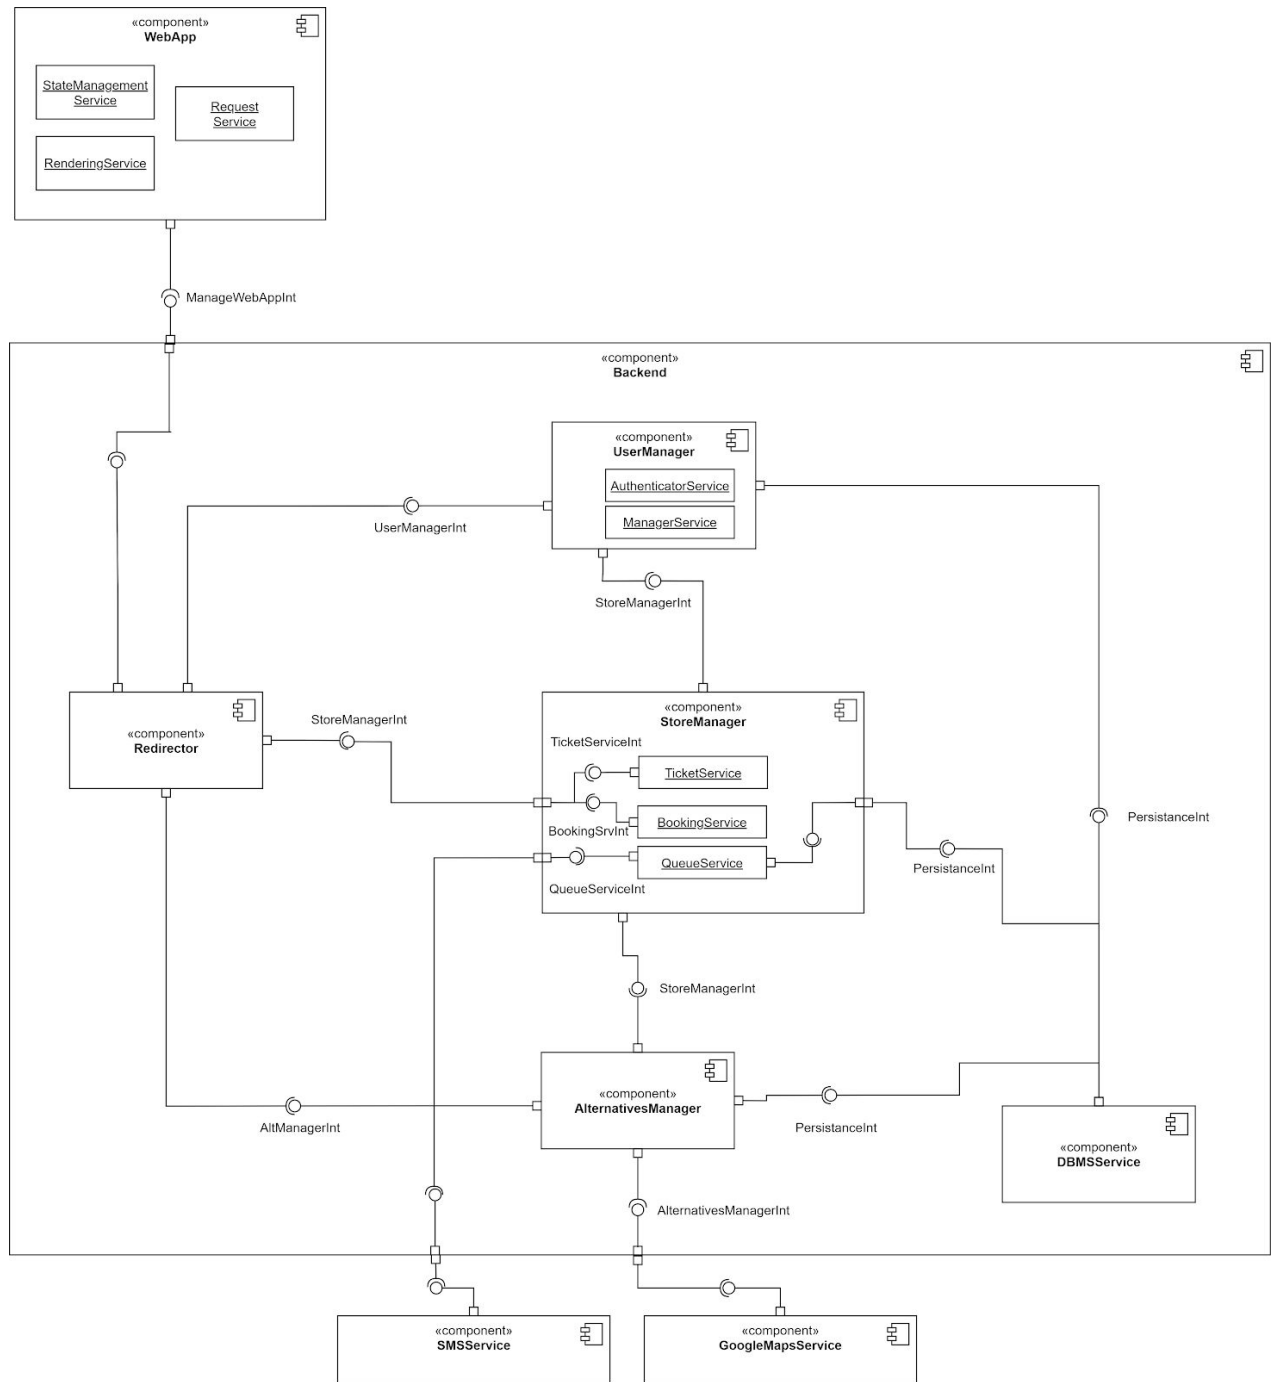 «component»
WebApp
StateManagement
Service
Request
Service
RenderingService
ManageWebAppInt
«component»
Backend
«component»
UserManager
AuthenticatorService
ManagerService
UserManagerInt
StoreManagerInt
«component»
Redirector
StoreManagerInt
«component»
StoreManager
TicketServiceInt
TicketService
BookingService
BookingSrvInt
QueueService
QueueServiceInt
PersistanceInt
PersistanceInt
StoreManagerInt
«component»
AlternativesManager
AltManagerInt
PersistanceInt
«component»
DBMSService
AlternativesManagerInt
«component»
SMSService
«component»
GoogleMapsService